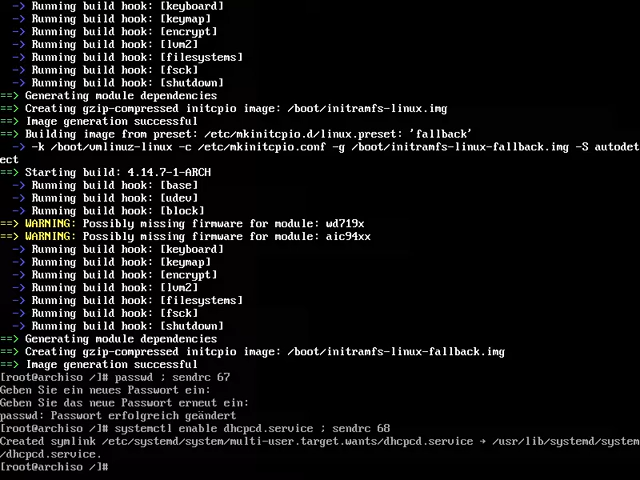 -> Running build hook: [keyboard]
-> Running build hook: [keymap]
-> Running build hook: [encrypt]
-> Running build hook: [lvm2]
-> Running build hook: [filesystems]
-> Running build hook: [fsck]
-> Running build hook: [shutdown]
==> Generating module dependencies
==> Creating gzip-compressed initcpio image: /boot/initramfs-linux.img
==> Image generation successful
==> Building image from preset: /etc/mkinitcpio.d/linux.preset: 'fallback'
-> -k /boot/vmlinuz-linux -c /etc/mkinitcpio.conf -g /boot/initramfs-linux-fallback.img -S autodet
ect
==> Starting build: 4.14.7-1-ARCH
-> Running build hook: [base]
-> Running build hook: [udev]
-> Running build hook: [block]
==> WARNING: Possibly missing firmware for module: wd719x
==> WARNING: Possibly missing firmware for module: aic94xx
-> Running build hook: [keyboard]
-> Running build hook: [keymap]
-> Running build hook: [encrypt]
-> Running build hook: [lvm2]
-> Running build hook: [filesystems]
-> Running build hook: [fsck]
-> Running build hook: [shutdown]
==> Generating module dependencies
==> Creating gzip-compressed initcpio image: /boot/initramfs-linux-fallback.img
==> Image generation successful
[root@archiso /]# passwd ; sendrc 67
Geben Sie ein neues Passwort ein:
Geben Sie das neue Passwort erneut ein:
passwd: Passwort erfolgreich geändert
[root@archiso /]# systemctl enable dhcpcd.service ; sendrc 68
Created symlink /etc/systemd/system/multi-user.target.wants/dhcpcd.service → /usr/lib/systemd/system
/dhcpcd.service.
[root@archiso /]#